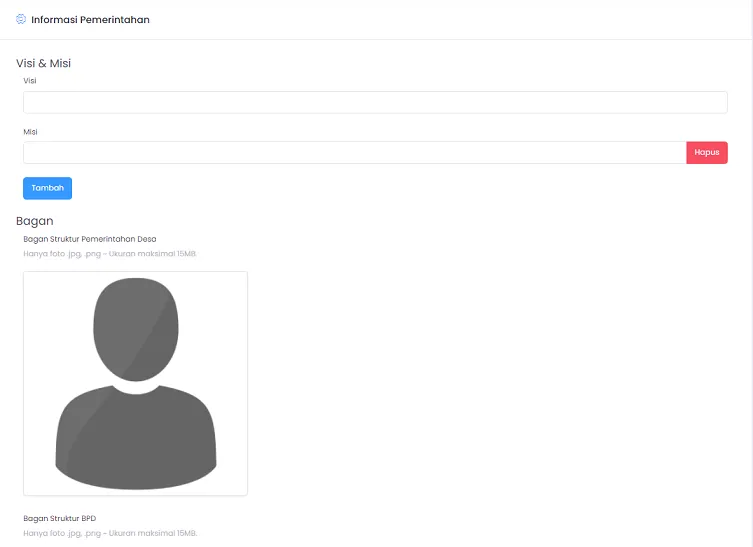 Informasi Pemerintahan
Visi & Misi
Visi
Misi
Hapus
Tambah
Bagan
Bagan Struktur Pemerintahan Desa
Hanya foto .jpg, .png - Ukuran maksimal 15MB.
Bagan Struktur BPD
Hanya foto .jpg, .png - Ukuran maksimal 15MB.